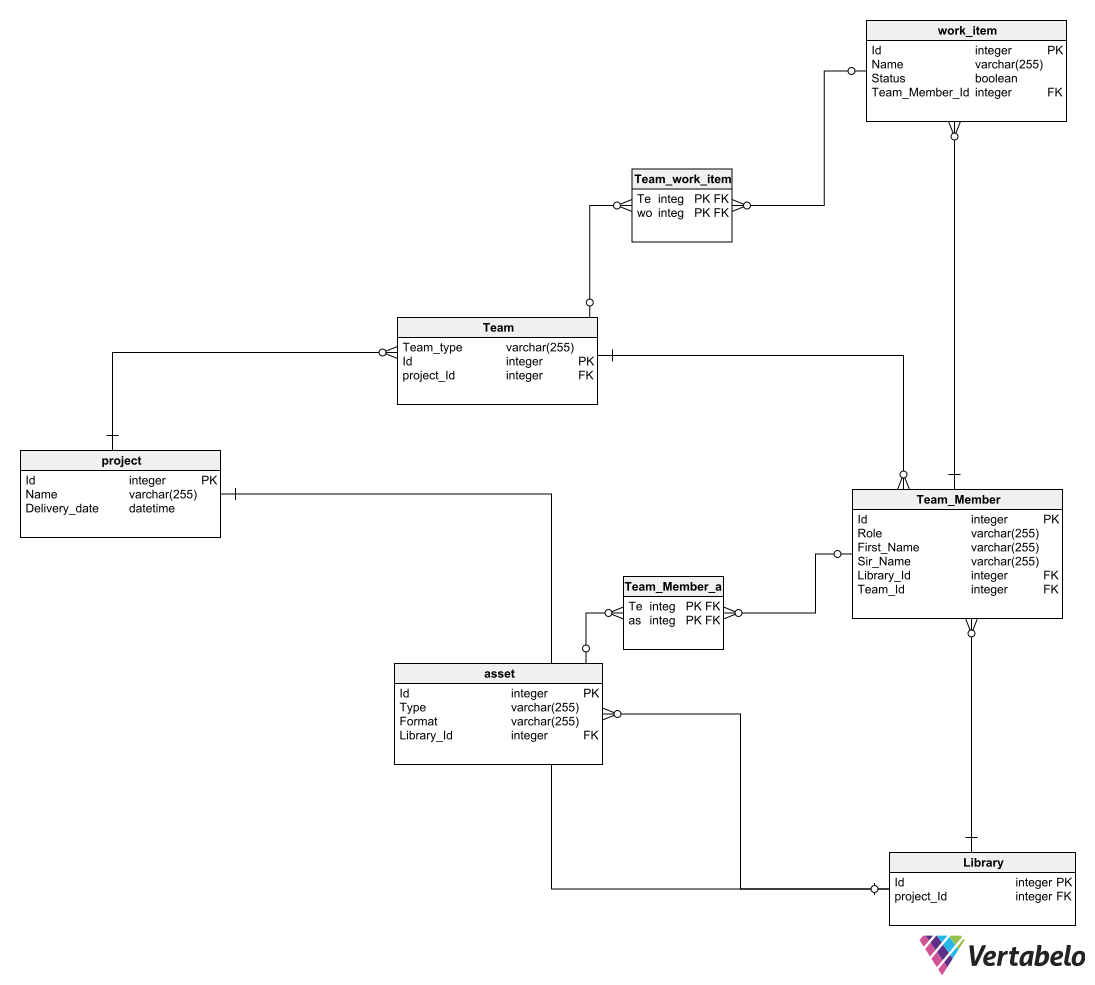 work_item
Id integer PK
Name varchar(255)
Status boolean
Team_Member_Id integer FK
Team_work_item
Te integ PK FK
wo integ PK FK
Team
Team_type varchar(255)
Id integer PK
project_Id integer FK
project
Id integer PK
Name varchar(255)
Delivery_date datetime
Team_Member
Id integer PK
Role varchar(255)
First_Name varchar(255)
Sir_Name varchar(255)
Library_Id integer FK
Team_Id integer FK
Team_Member_a
Te integ PK FK
as integ PK FK
asset
Id integer PK
Type varchar(255)
Format varchar(255)
Library_Id integer FK
Library
Id integer PK
project_Id integer FK
Vertabelo